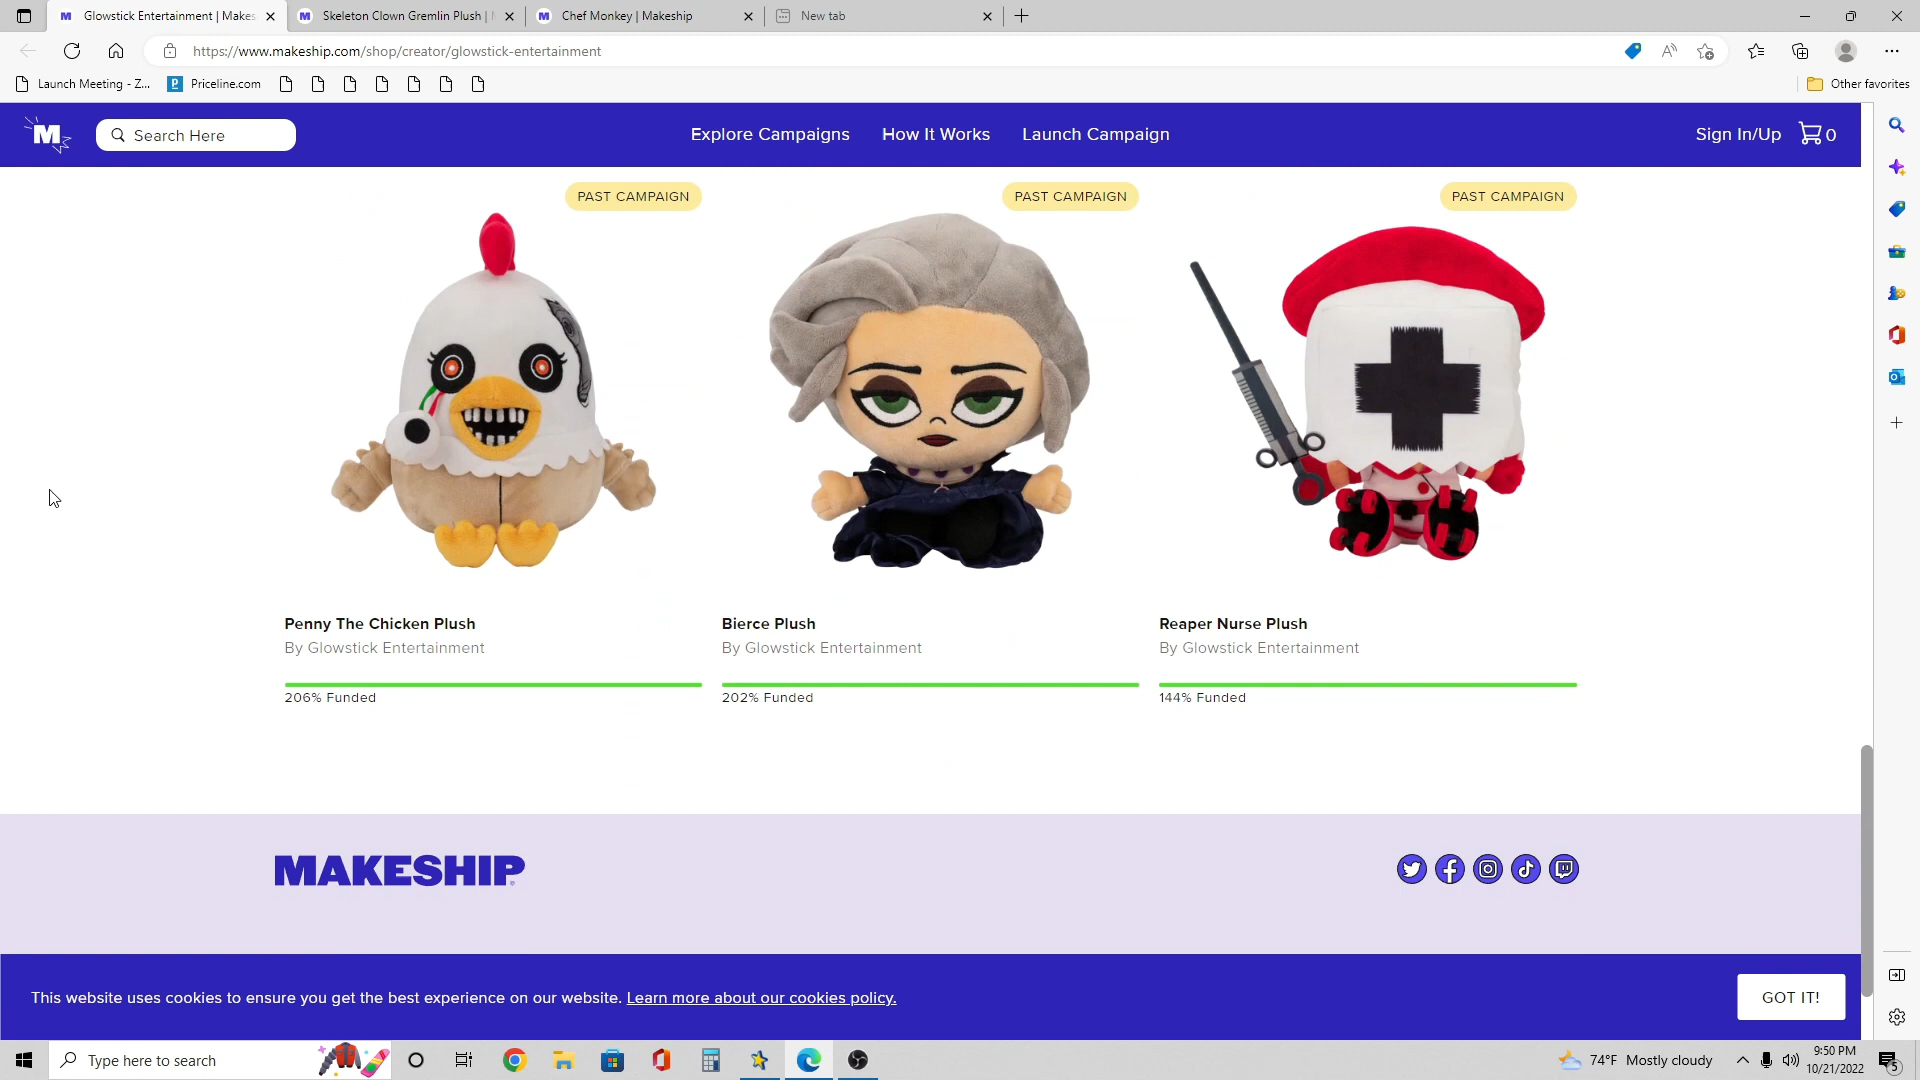 Glowstick Entertainment | Makes
Skeleton Clown Gremlin Plush |
Chef Monkey | Makeship
New tab
https://www.makeship.com/shop/creator/glowstick-entertainment
Launch Meeting - Z...
Priceline.com
Other favorites
M
Search Here
Explore Campaigns
How It Works
Launch Campaign
Sign In/Up
0
PAST CAMPAIGN
PAST CAMPAIGN
PAST CAMPAIGN
Penny The Chicken Plush
By Glowstick Entertainment
206% Funded
Bierce Plush
By Glowstick Entertainment
202% Funded
Reaper Nurse Plush
By Glowstick Entertainment
144% Funded
MAKESHIP
This website uses cookies to ensure you get the best experience on our website. Learn more about our cookies policy.
GOT IT!
Type here to search
74°F Mostly cloudy
9:50 PM
10/21/2022
5